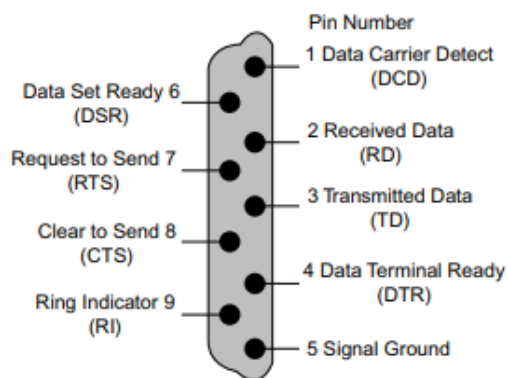 Pin Number
1 Data Carrier Detect
(DCD)
Data Set Ready 6
(DSR)
2 Received Data
(RD)
Request to Send 7
(RTS)
3 Transmitted Data
(TD)
Clear to Send 8
(CTS)
4 Data Terminal Ready
(DTR)
Ring Indicator 9
(RI)
5 Signal Ground